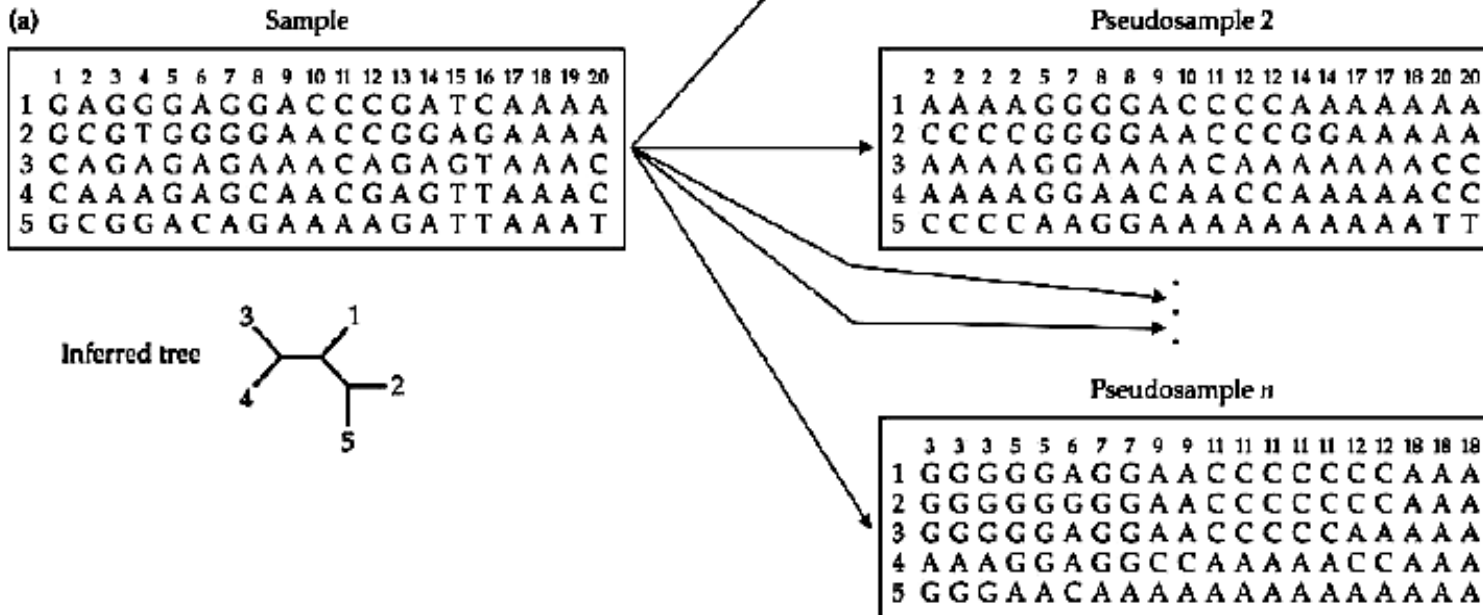 (a)
Sample
1 2 3 4 5 6 7 8 9 10 11 12 13 14 15 16 17 18 19 20
1 G A G G G A G G A C C C G A T C A A A A
2 G C G T G G G G A A C C G G A G A A A A
3 C A G A G A G A A A C A G A G T A A A C
4 C A A A G A G C A A C G A G T T A A A C
5 G C G G A C A G A A A A G A T T A A A T
Inferred tree
3
1
4
2
5
Pseudosample 2
2 2 2 2 5 7 8 8 9 10 11 12 12 14 14 17 17 18 20 20
1 A A A A G G G G A C C C C A A A A A A A
2 C C C C G G G G A A C C C G G A A A A A
3 A A A A G G A A A A C A A A A A A A C C
4 A A A A G G A A C A A C C A A A A A C C
5 C C C C A A G G A A A A A A A A A A T T
Pseudosample n
3 3 3 5 5 6 7 7 9 9 11 11 11 11 11 12 12 18 18 18
1 G G G G G A G G A A C C C C C C C A A A
2 G G G G G G G G A A C C C C C C C A A A
3 G G G G G A G G A A C C C C C A A A A A
4 A A A G G A G G C C A A A A A C C A A A
5 G G G A A C A A A A A A A A A A A A A A